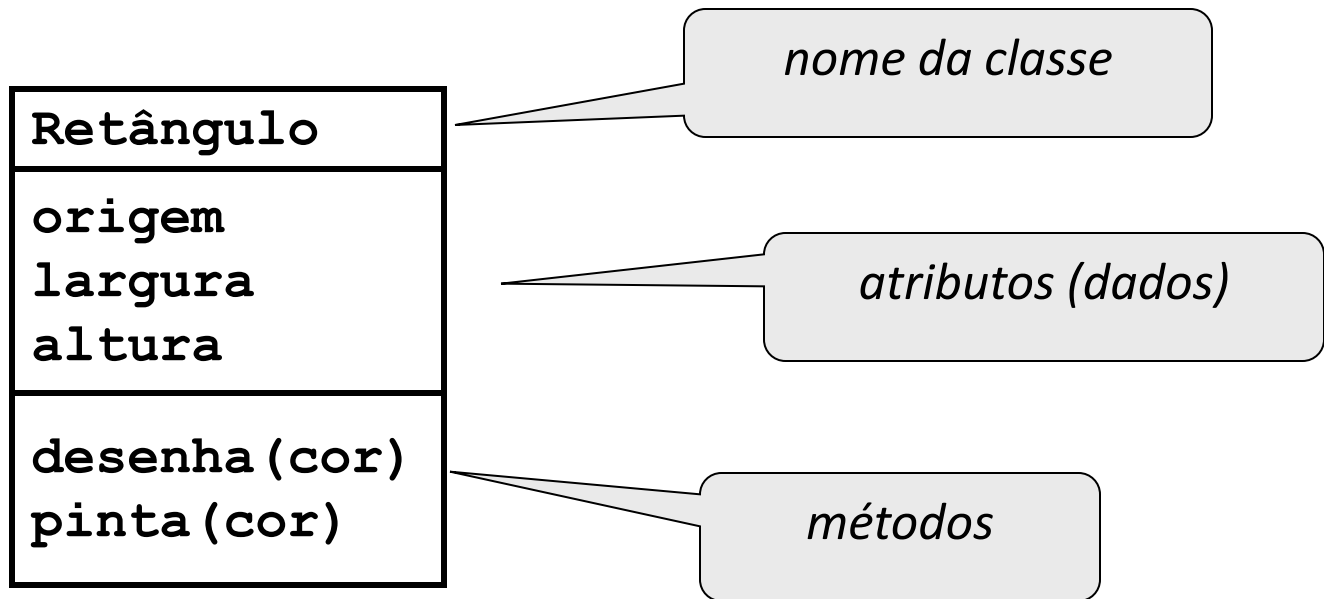 nome da classe
Retângulo
origem
largura
altura
atributos (dados)
desenha(cor)
pinta(cor)
métodos